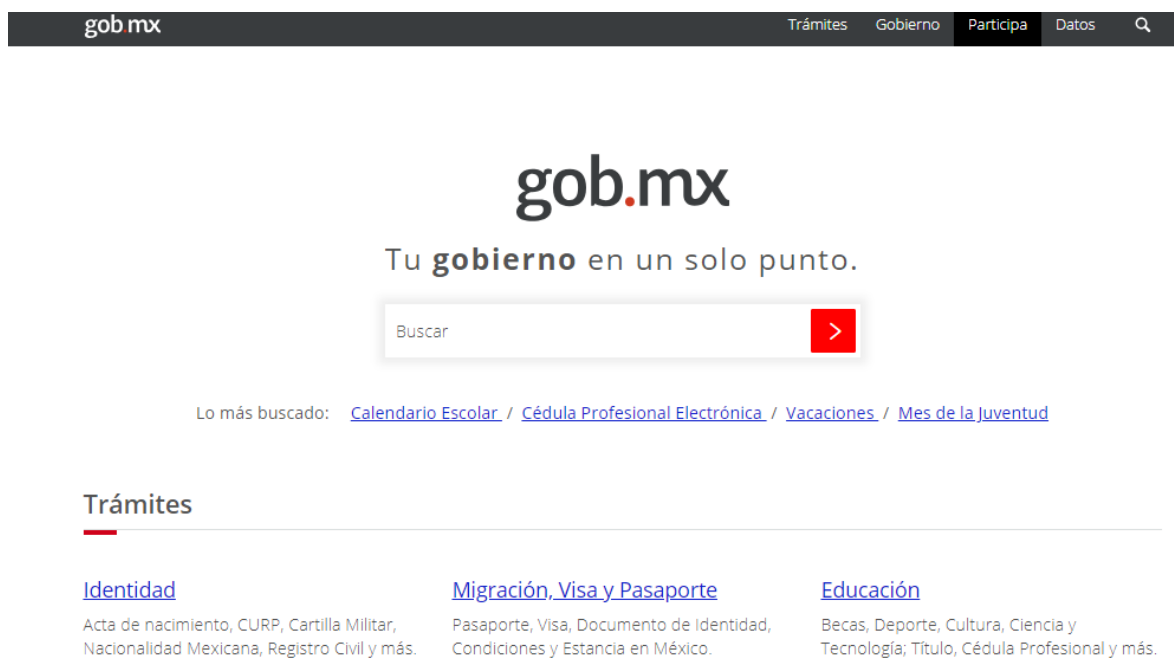 gob.mx Trámites Gobierno Participa Datos
gob.mx
Tu gobierno en un solo punto.
Buscar
Lo más buscado: Calendario Escolar / Cédula Profesional Electrónica / Vacaciones / Mes de la Juventud
Trámites
Identidad
Acta de nacimiento, CURP, Cartilla Militar,
Nacionalidad Mexicana, Registro Civil y más.
Migración, Visa y Pasaporte
Pasaporte, Visa, Documento de Identidad,
Condiciones y Estancia en México.
Educación
Becas, Deporte, Cultura, Ciencia y
Tecnología; Título, Cédula Profesional y más.